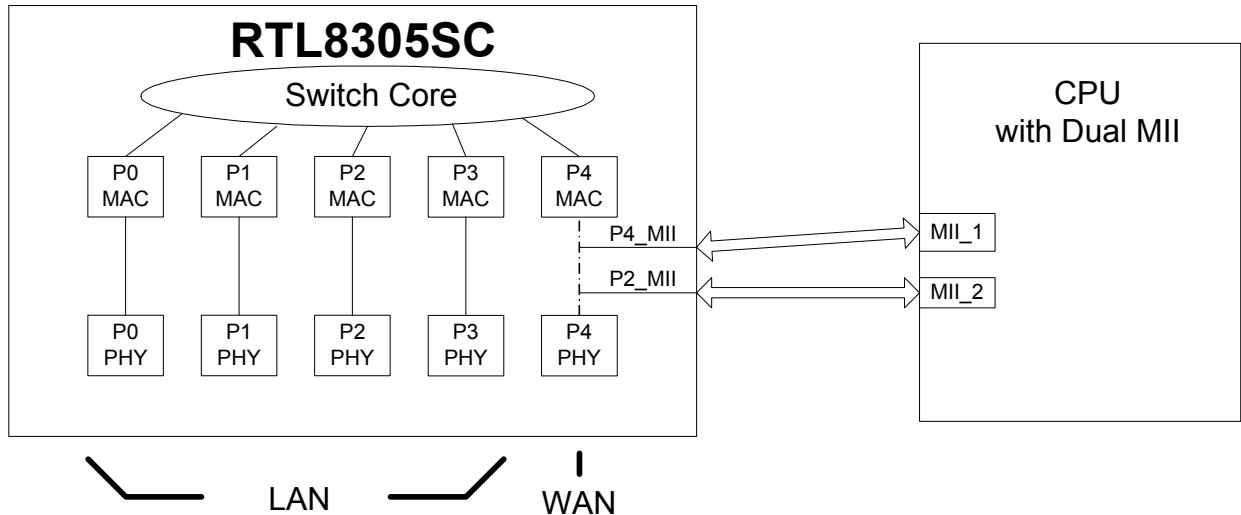 RTL8305SC
Switch Core
CPU
with Dual MII
P0
MAC
P1
MAC
P2
MAC
P3
MAC
P4
MAC
P4_MII
MII_1
P2_MII
MII_2
P0
PHY
P1
PHY
P2
PHY
P3
PHY
P4
PHY
LAN
WAN